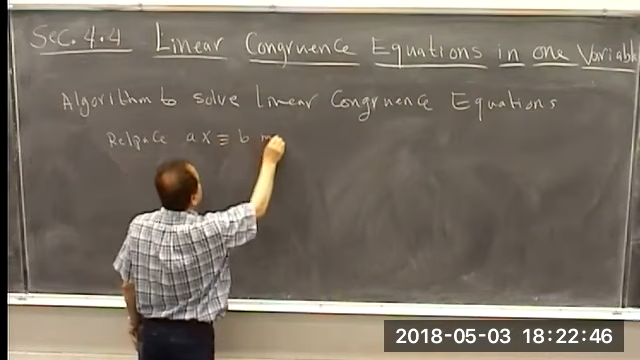 Sec. 4.4 Linear Congruence Equations in one Variable
Algorithm to solve Linear Congruence Equations
Relpace ax ≡ b m
2018-05-03 18:22:46